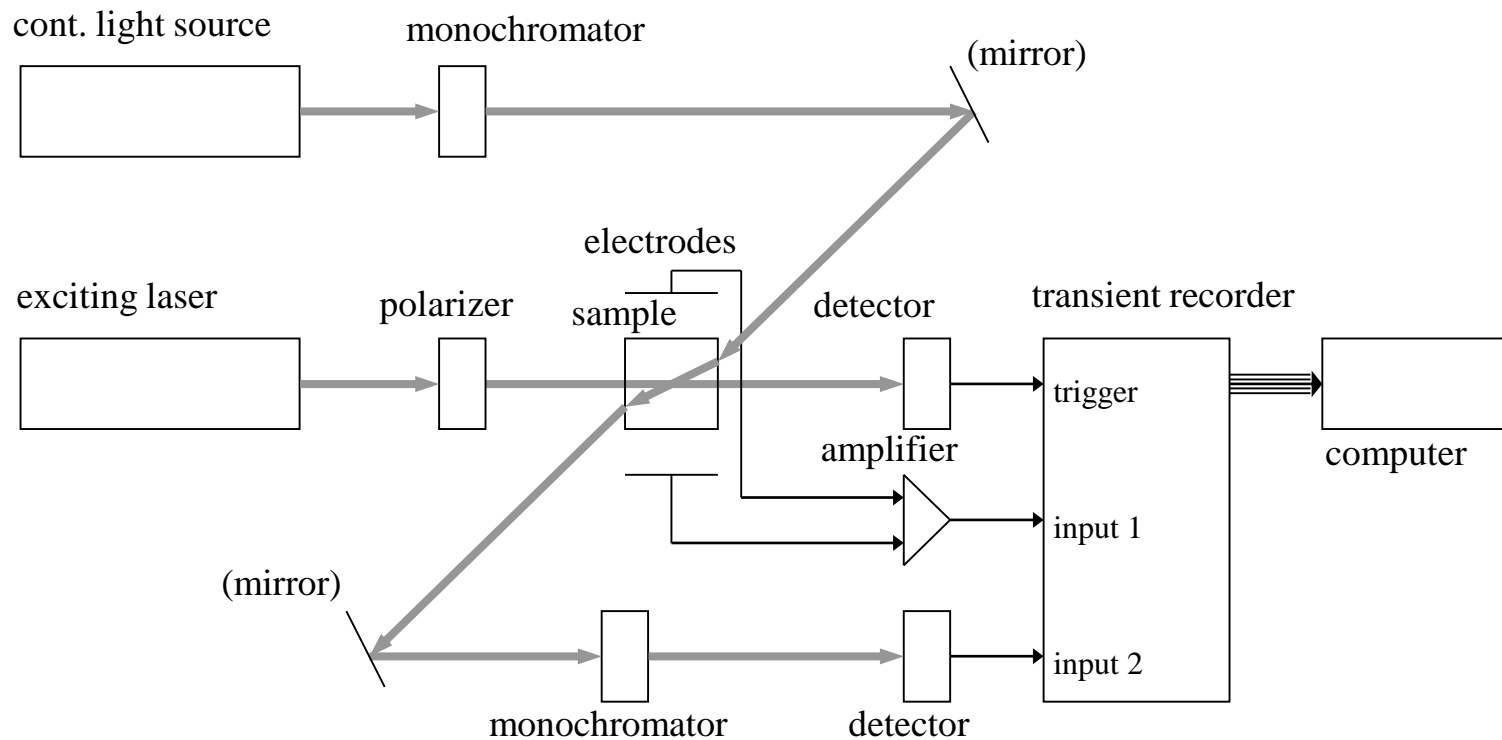 cont. light source
monochromator
(mirror)
electrodes
exciting laser
polarizer
sample
detector
transient recorder
trigger
amplifier
computer
input 1
(mirror)
input 2
monochromator
detector